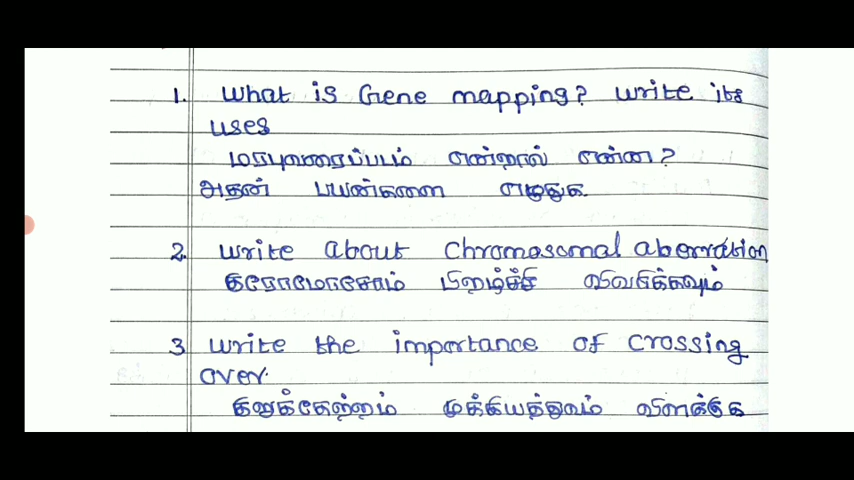 1. What is Gene mapping? Write its
uses
மரபுவரைப்படம் என்றால் என்ன?
அதன் பயன்களை எழுதுக
2. Write about chromosomal aberration
குரோமோசோம் பிறழ்ச்சி விவரிக்கவும்
3 Write the importance of crossing
over.
குறுக்கேற்றம் முக்கியத்துவம் விளக்குக